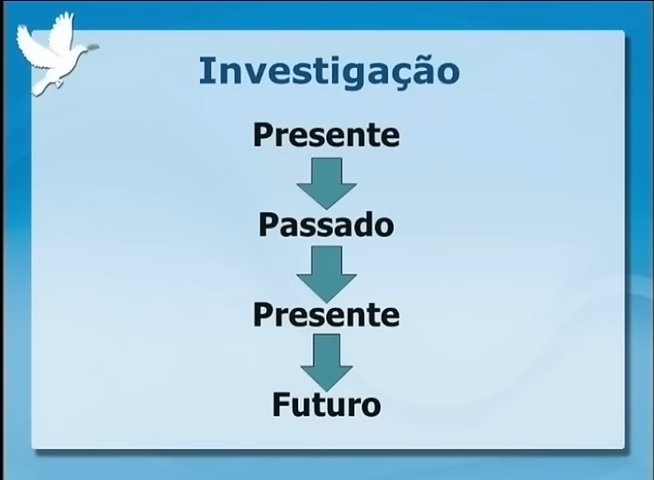 Investigação
Presente
Passado
Presente
Futuro